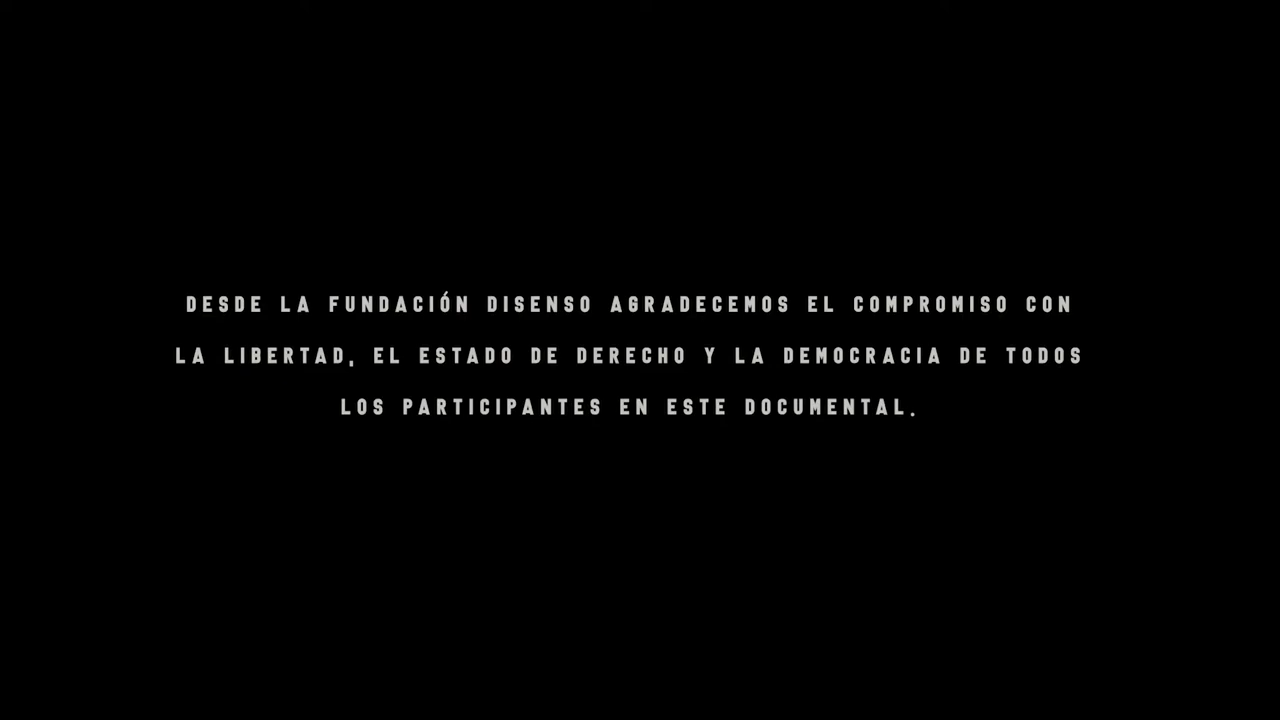 DESDE LA FUNDACIÓN DISENSO AGRADECEMOS EL COMPROMISO CON
LA LIBERTAD, EL ESTADO DE DERECHO Y LA DEMOCRACIA DE TODOS
LOS PARTICIPANTES EN ESTE DOCUMENTAL.